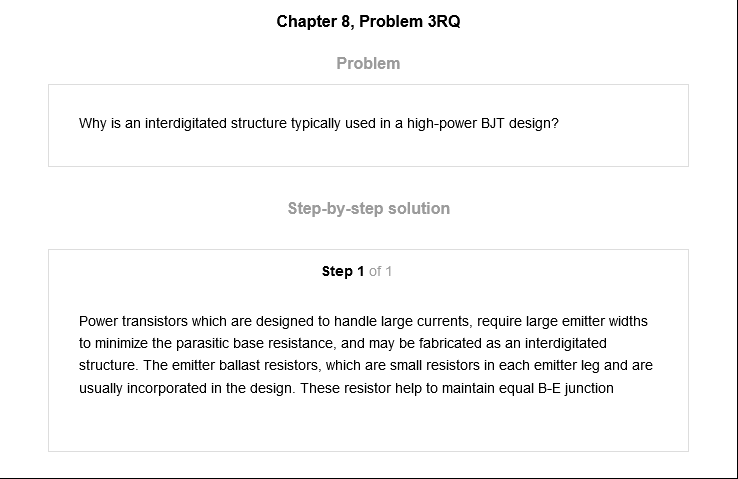 Chapter 8, Problem 3RQ
Problem
Why is an interdigitated structure typically used in a high-power BJT design?
Step-by-step solution
Step 1 of 1
Power transistors which are designed to handle large currents, require large emitter widths
to minimize the parasitic base resistance, and may be fabricated as an interdigitated
structure. The emitter ballast resistors, which are small resistors in each emitter leg and are
usually incorporated in the design. These resistor help to maintain equal B-E junction